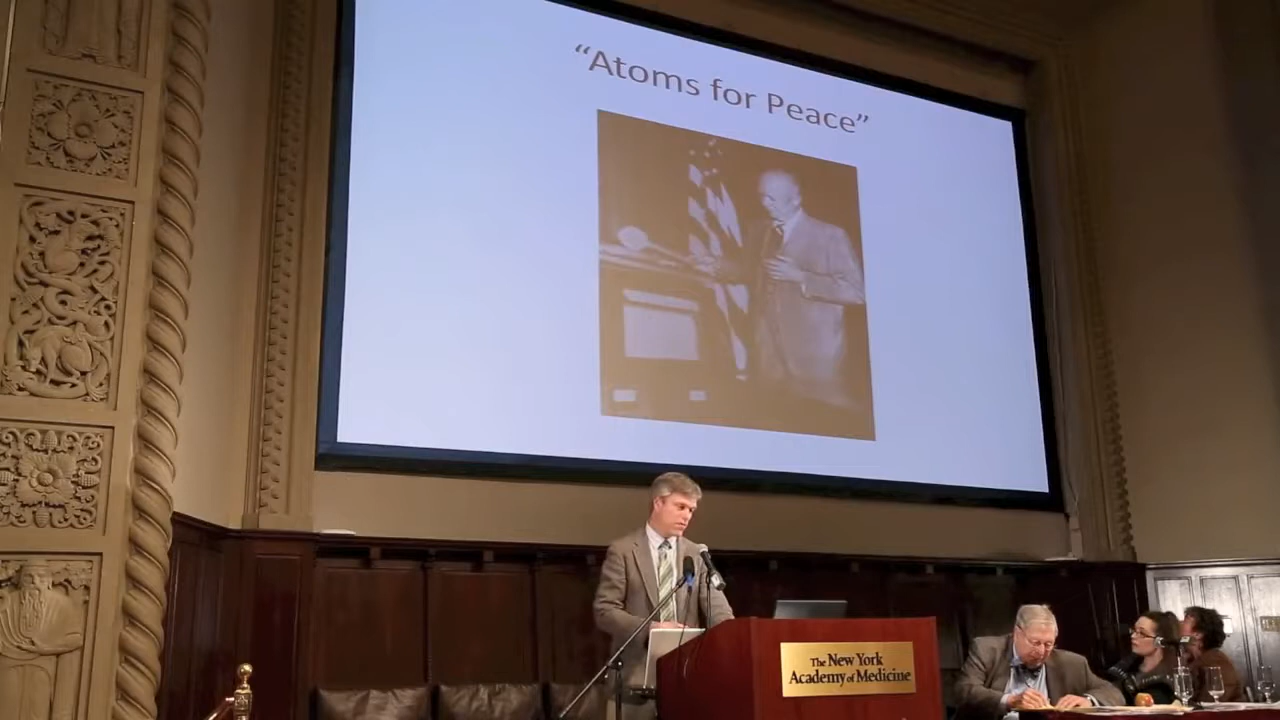 “Atoms for Peace”
The New York
Academy of Medicine